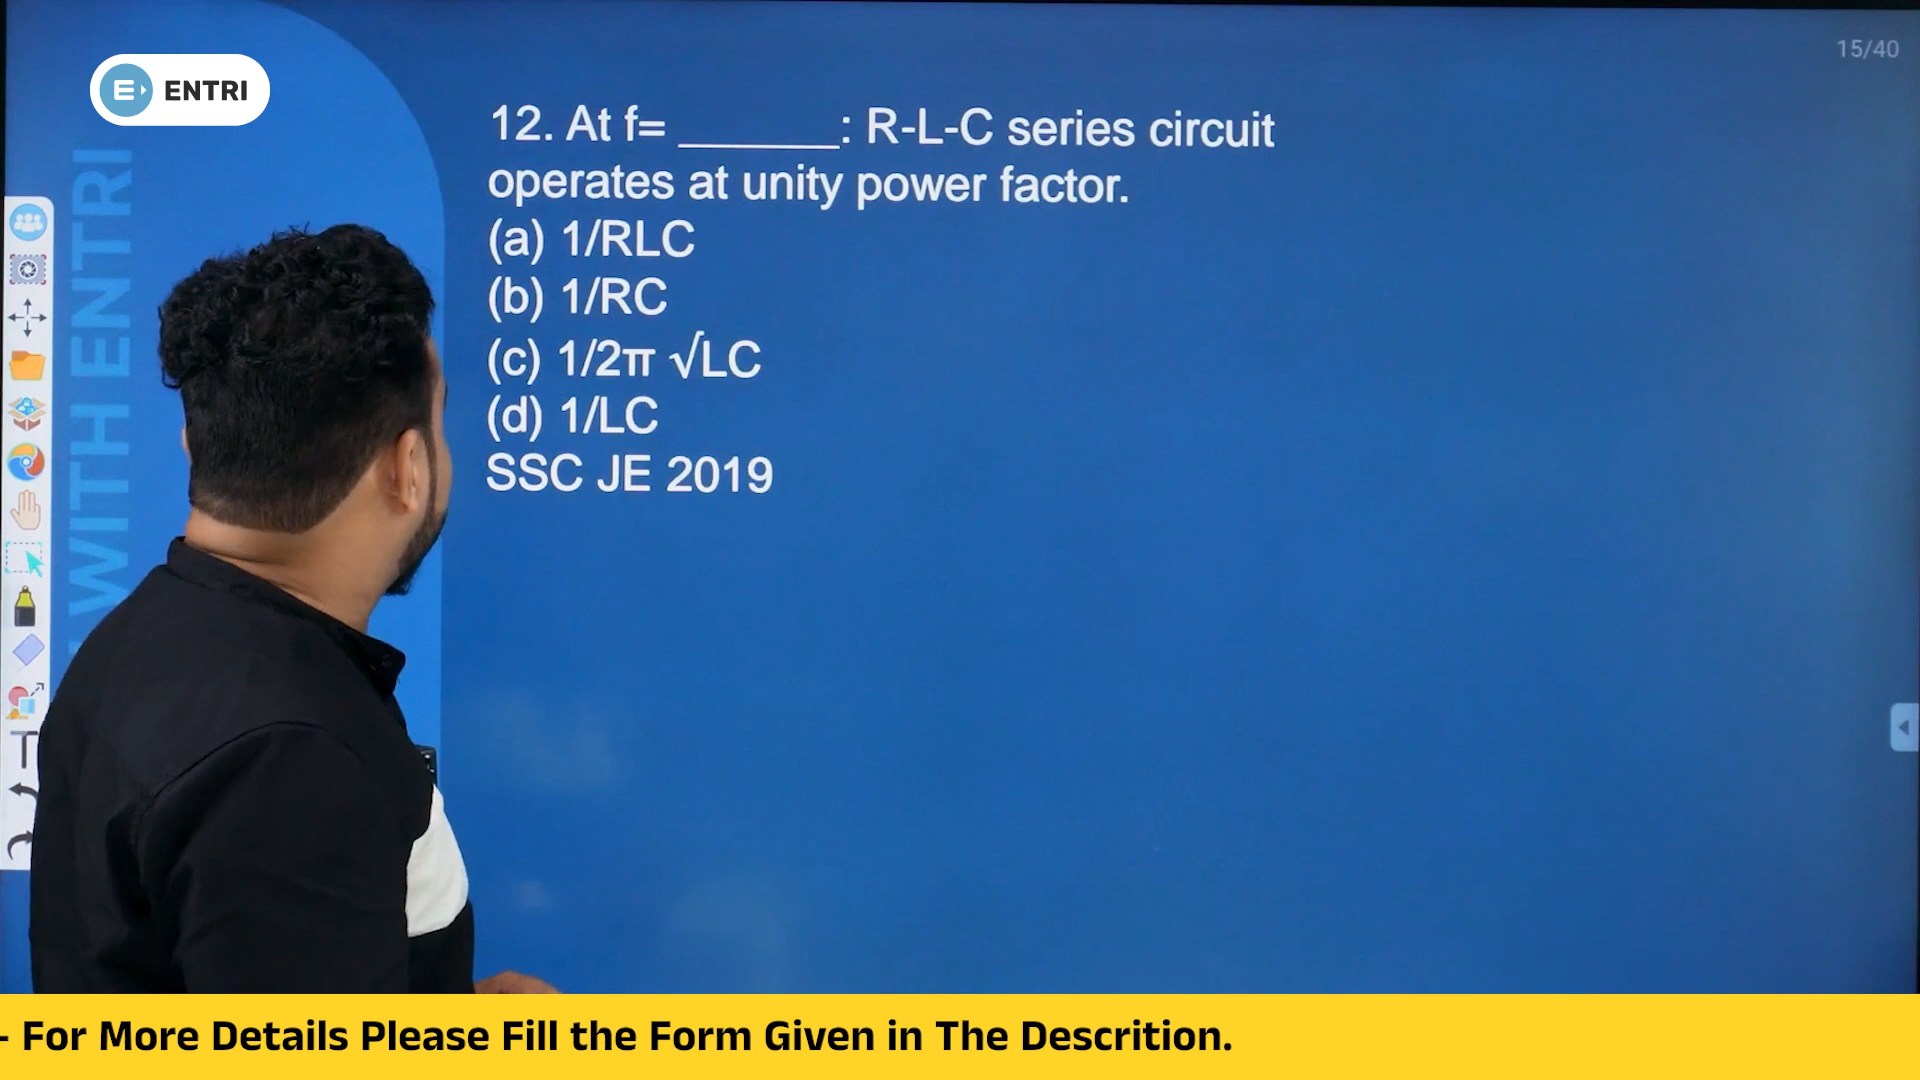 15/40
ENTRI
WITH ENTRI
12. At f= ______: R-L-C series circuit
operates at unity power factor.
(a) 1/RLC
(b) 1/RC
(c) 1/2π √LC
(d) 1/LC
SSC JE 2019
T
- For More Details Please Fill the Form Given in The Descrition.